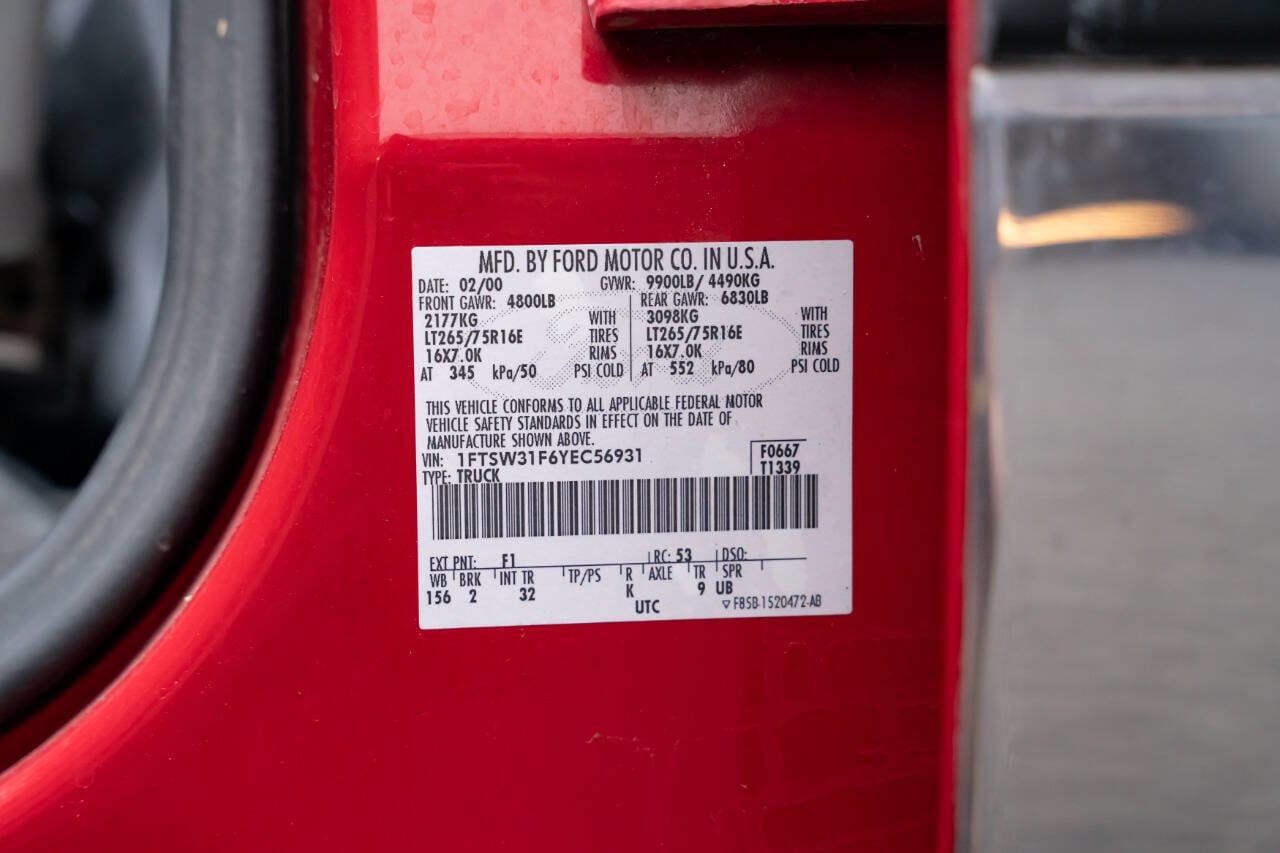 MFD. BY FORD MOTOR CO. IN U.S.A.
DATE: 02/00 GVWR: 9900LB/ 4490KG
FRONT GAWR: 4800LB REAR GAWR: 6830LB
2177KG WITH 3098KG WITH
LT265/75R16E TIRES LT265/75R16E TIRES
16X7.0K RIMS 16X7.0K RIMS
AT 345 kPa/50 PSI COLD AT 552 kPa/80 PSI COLD
THIS VEHICLE CONFORMS TO ALL APPLICABLE FEDERAL MOTOR
VEHICLE SAFETY STANDARDS IN EFFECT ON THE DATE OF
MANUFACTURE SHOWN ABOVE.
VIN: 1FTSW31F6YEC56931 F0667
TYPE: TRUCK T1339
EXT PNT: F1 RC: 53 DSO:
WB BRK INT TR TP/PS R AXLE TR SPR
156 2 32 K 9 UB
UTC ▽ F85B-1520472-AB